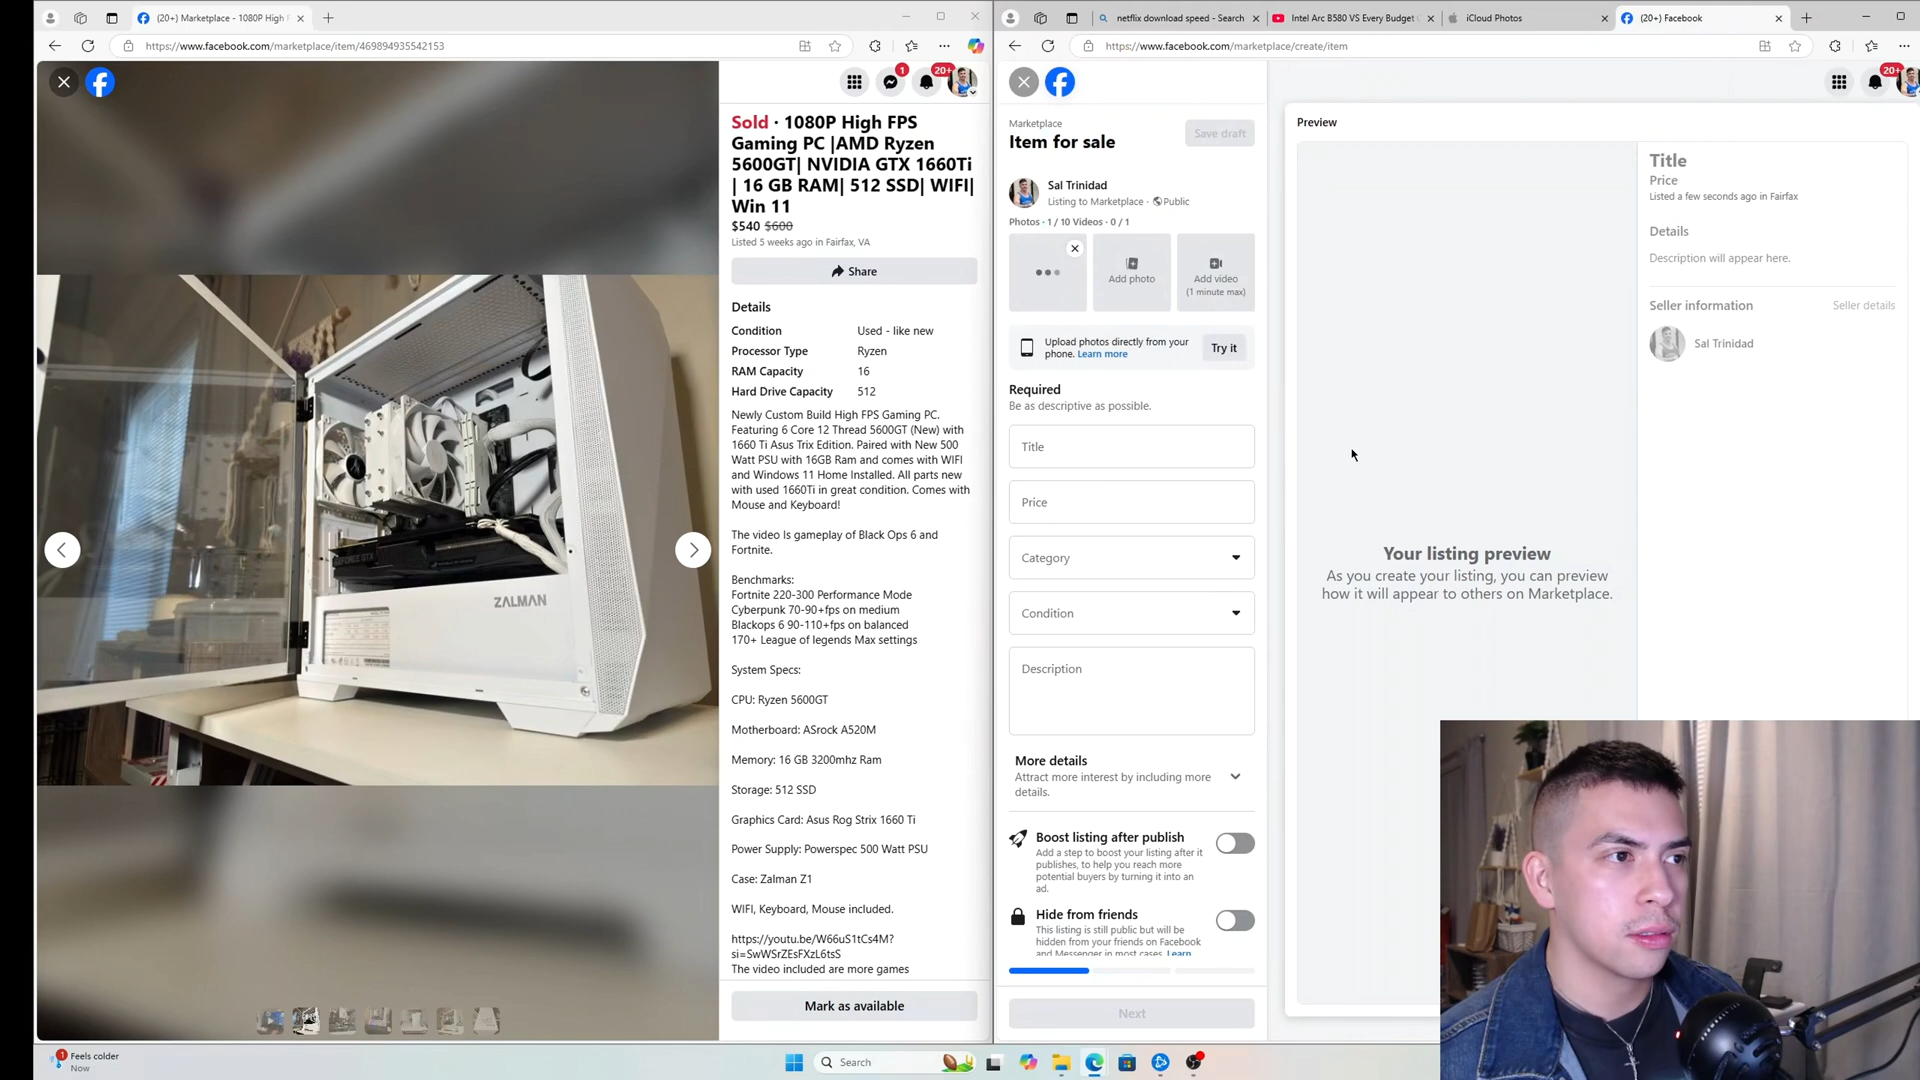 (20+) Marketplace - 1080P High F
https://www.facebook.com/marketplace/item/469894935542153
1
20+
Sold · 1080P High FPS
Gaming PC |AMD Ryzen
5600GT| NVIDIA GTX 1660Ti
| 16 GB RAM| 512 SSD| WIFI|
Win 11
$540 $600
Listed 5 weeks ago in Fairfax, VA
Share
Details
Condition Used - like new
Processor Type Ryzen
RAM Capacity 16
Hard Drive Capacity 512
Newly Custom Build High FPS Gaming PC.
Featuring 6 Core 12 Thread 5600GT (New) with
1660 Ti Asus Trix Edition. Paired with New 500
Watt PSU with 16GB Ram and comes with WIFI
and Windows 11 Home Installed. All parts new
with used 1660Ti in great condition. Comes with
Mouse and Keyboard!
The video Is gameplay of Black Ops 6 and
Fortnite.
Benchmarks:
Fortnite 220-300 Performance Mode
Cyberpunk 70-90+fps on medium
Blackops 6 90-110+fps on balanced
170+ League of legends Max settings
System Specs:
CPU: Ryzen 5600GT
Motherboard: ASrock A520M
Memory: 16 GB 3200mhz Ram
Storage: 512 SSD
Graphics Card: Asus Rog Strix 1660 Ti
Power Supply: Powerspec 500 Watt PSU
Case: Zalman Z1
WIFI, Keyboard, Mouse included.
https://youtu.be/W66uS1tCs4M?
si=SwWSrZEsFXzL6tsS
The video included are more games
Mark as available
ZALMAN
GEFORCE GTX
netflix download speed - Search
Intel Arc B580 VS Every Budget
iCloud Photos
(20+) Facebook
https://www.facebook.com/marketplace/create/item
20+
Marketplace
Item for sale
Save draft
Sal Trinidad
Listing to Marketplace · Public
Photos · 1 / 10 Videos · 0 / 1
Add photo
Add video
(1 minute max)
Upload photos directly from your
phone. Learn more
Try it
Required
Be as descriptive as possible.
Title
Price
Category
Condition
Description
More details
Attract more interest by including more
details.
Boost listing after publish
Add a step to boost your listing after it
publishes, to help you reach more
potential buyers by turning it into an
ad.
Hide from friends
This listing is still public but will be
hidden from your friends on Facebook
and Messenger in most cases. Learn
Next
Preview
Your listing preview
As you create your listing, you can preview
how it will appear to others on Marketplace.
Title
Price
Listed a few seconds ago in Fairfax
Details
Description will appear here.
Seller information
Seller details
Sal Trinidad
1
Feels colder
Now
Search